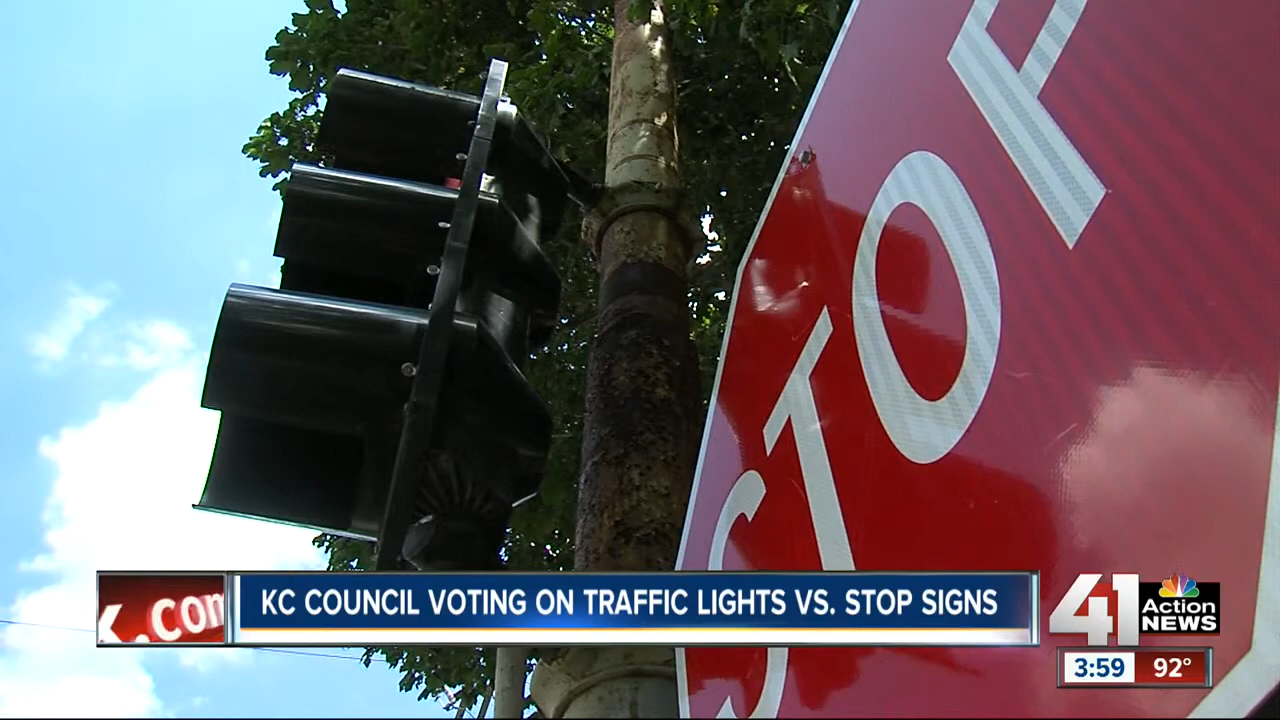 STOP
K.com
KC COUNCIL VOTING ON TRAFFIC LIGHTS VS. STOP SIGNS
41
Action
NEWS
3:59 92°